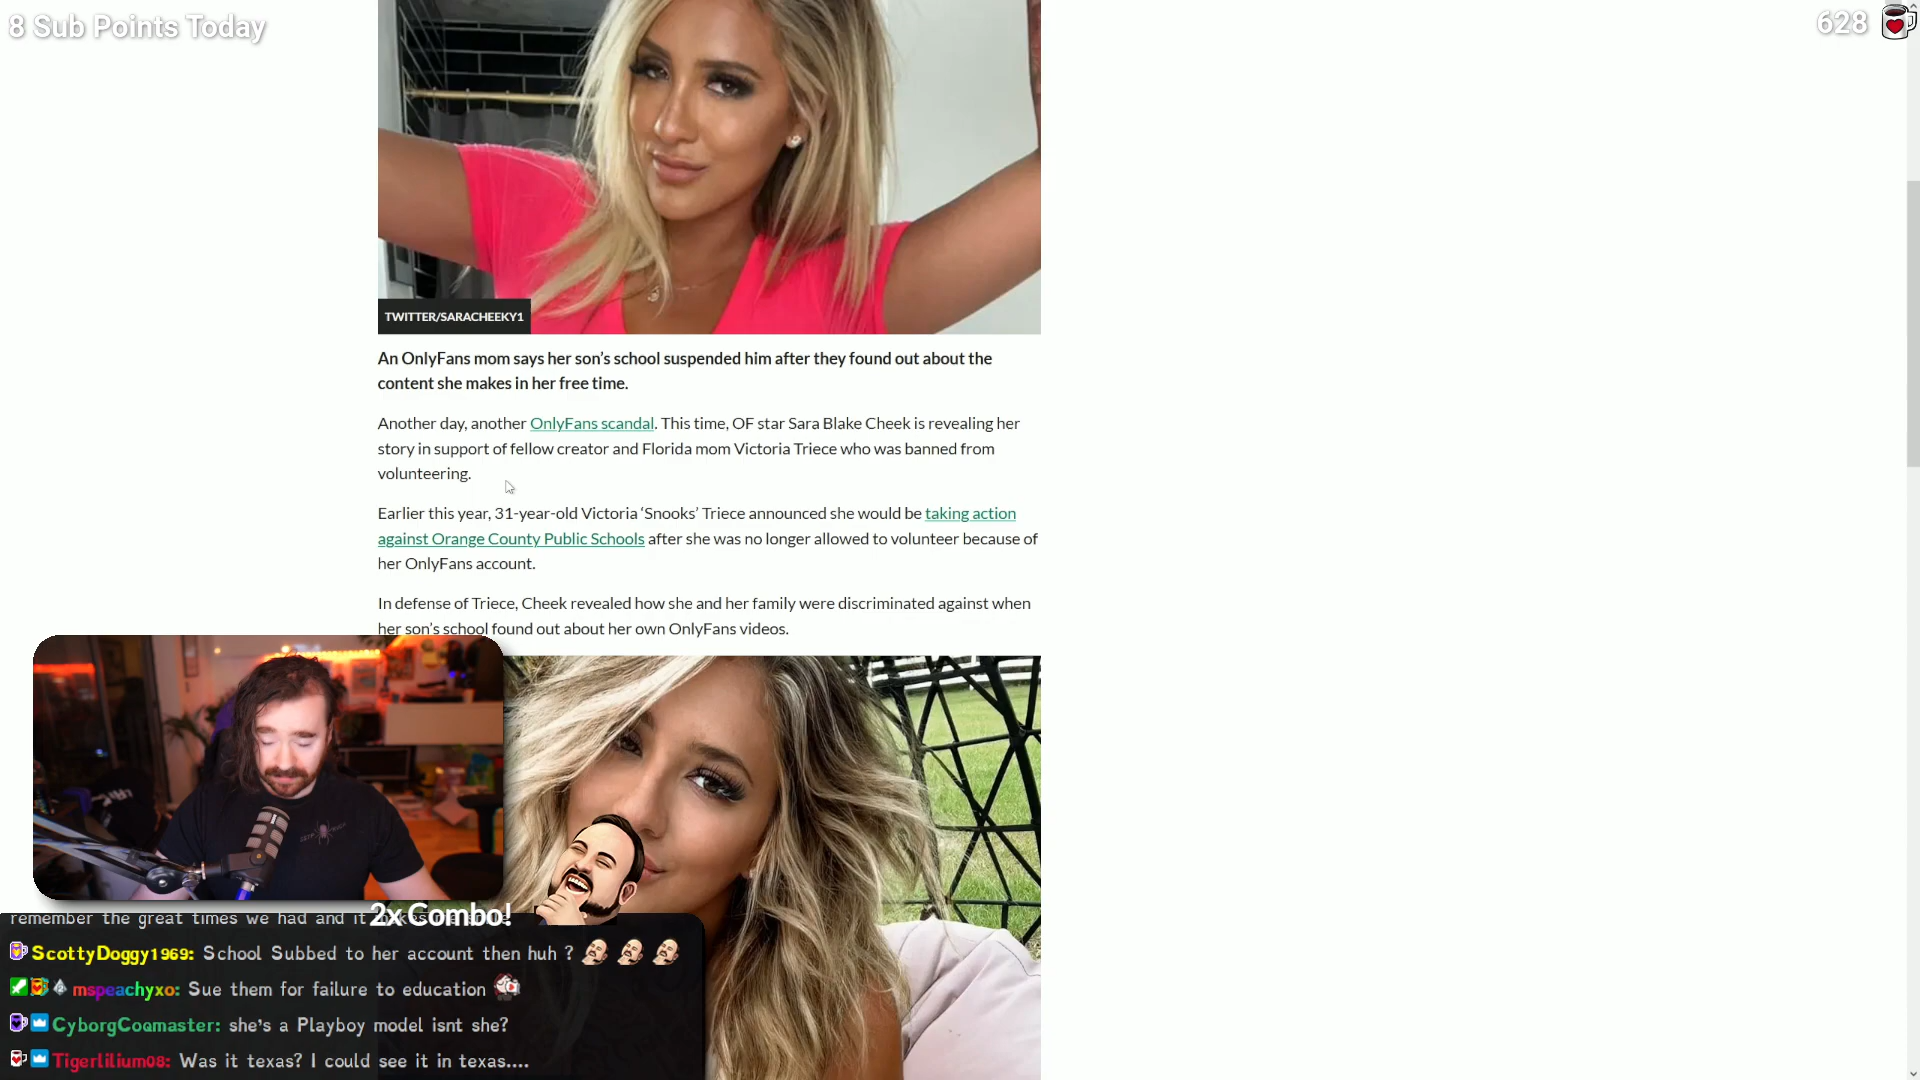 8 Sub Points Today
628
TWITTER/SARACHEEKY1
An OnlyFans mom says her son's school suspended him after they found out about the
content she makes in her free time.
Another day, another OnlyFans scandal. This time, OF star Sara Blake Cheek is revealing her
story in support of fellow creator and Florida mom Victoria Triece who was banned from
volunteering.
Earlier this year, 31-year-old Victoria ‘Snooks’ Triece announced she would be taking action
against Orange County Public Schools after she was no longer allowed to volunteer because of
her OnlyFans account.
In defense of Triece, Cheek revealed how she and her family were discriminated against when
her son's school found out about her own OnlyFans videos.
remember the great times we had and it
2x Combo!
ScottyDoggy1969: School Subbed to her account then huh ?
mspeachyxo: Sue them for failure to education
CyborgCoamaster: she's a Playboy model isnt she?
Tigerlilium08: Was it texas? I could see it in texas....